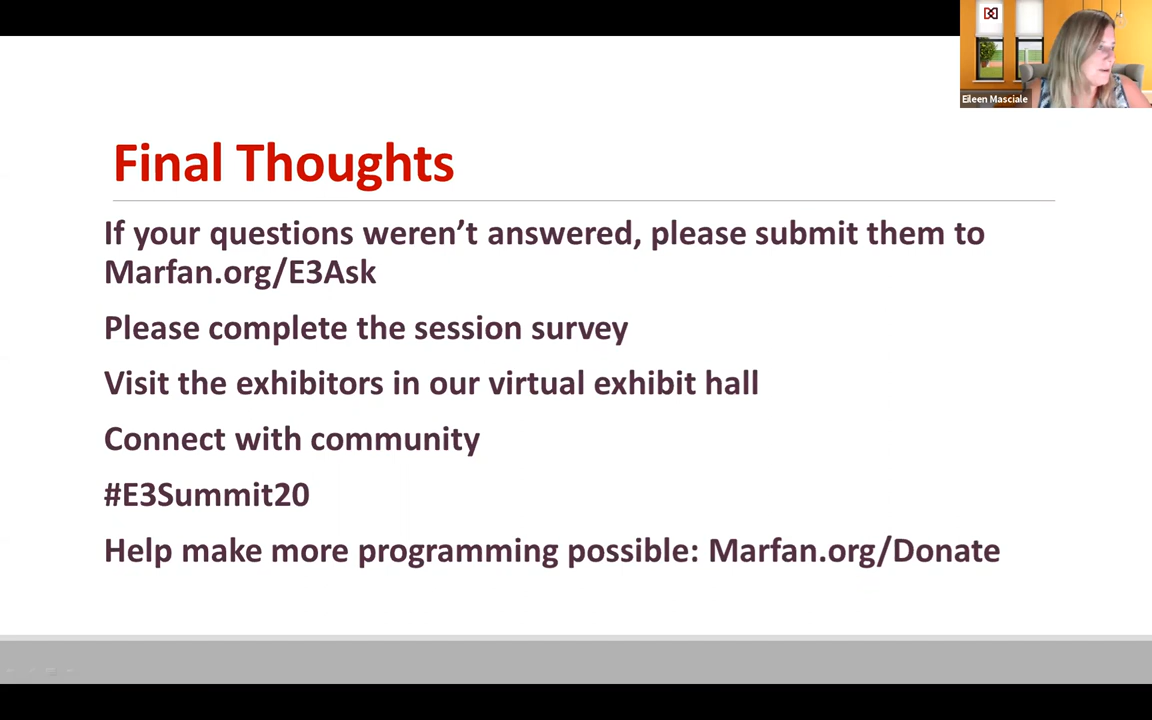 Eileen Masciale
Final Thoughts
If your questions weren’t answered, please submit them to
Marfan.org/E3Ask
Please complete the session survey
Visit the exhibitors in our virtual exhibit hall
Connect with community
#E3Summit20
Help make more programming possible: Marfan.org/Donate